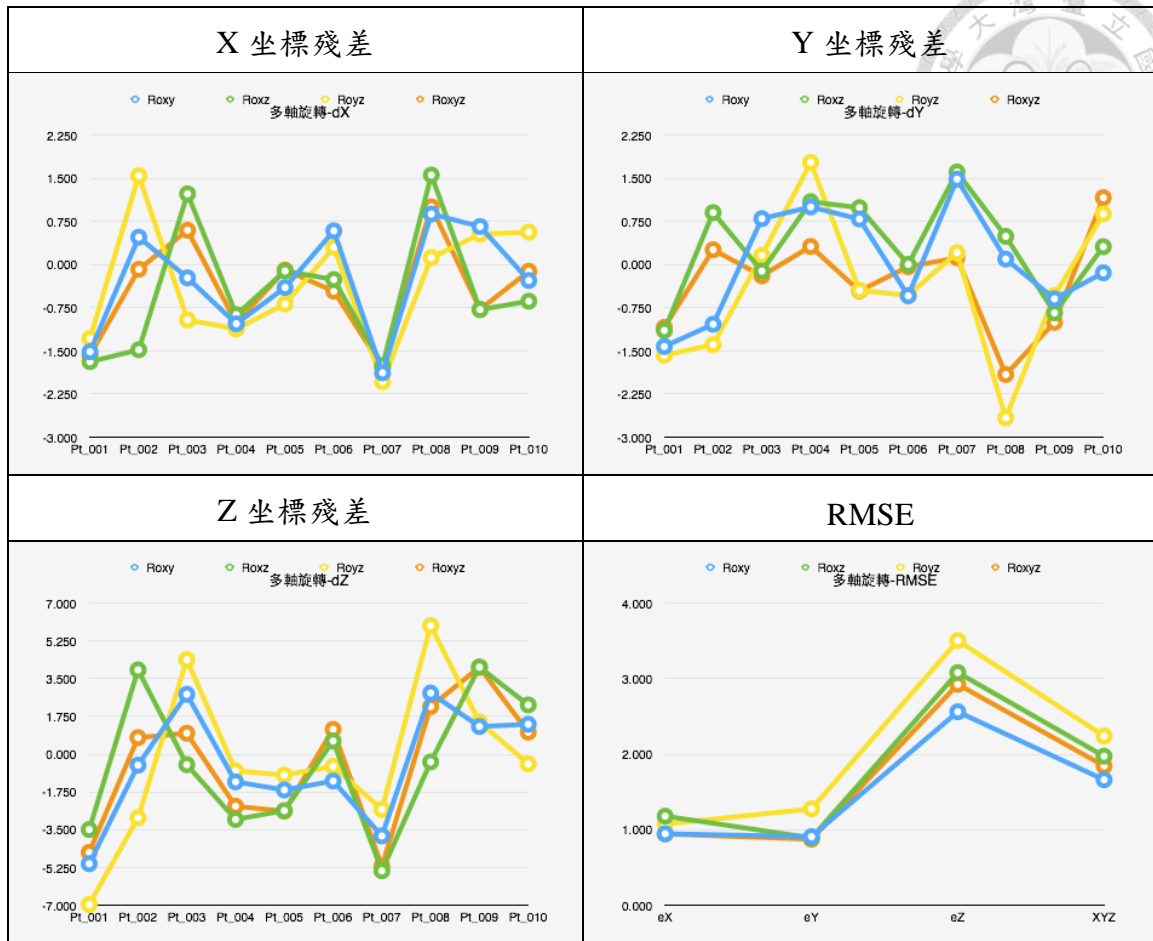 X 坐標殘差
Y 坐標殘差
Roxy Roxz Royz Roxyz
多軸旋轉-dX
2.250
1.500
0.750
0.000
-0.750
-1.500
-2.250
-3.000
Pt_001 Pt_002 Pt_003 Pt_004 Pt_005 Pt_006 Pt_007 Pt_008 Pt_009 Pt_010
Roxy Roxz Royz Roxyz
多軸旋轉-dY
2.250
1.500
0.750
0.000
-0.750
-1.500
-2.250
-3.000
Pt_001 Pt_002 Pt_003 Pt_004 Pt_005 Pt_006 Pt_007 Pt_008 Pt_009 Pt_010
Z 坐標殘差
RMSE
Roxy Roxz Royz Roxyz
多軸旋轉-dZ
7.000
5.250
3.500
1.750
0.000
-1.750
-3.500
-5.250
-7.000
Pt_001 Pt_002 Pt_003 Pt_004 Pt_005 Pt_006 Pt_007 Pt_008 Pt_009 Pt_010
Roxy Roxz Royz Roxyz
多軸旋轉-RMSE
4.000
3.000
2.000
1.000
0.000
eX eY eZ XYZ
學大灣臺立國